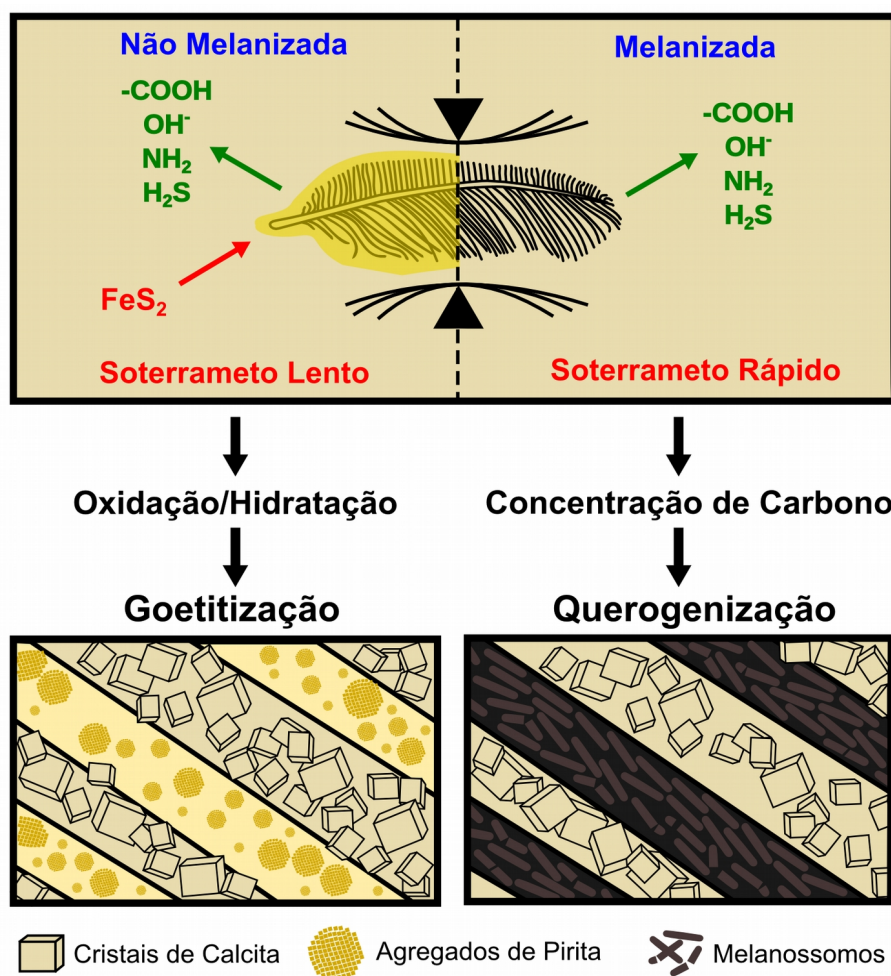 Não Melanizada
Melanizada
-COOH
OH⁻
NH₂
H₂S
-COOH
OH⁻
NH₂
H₂S
FeS₂
Soterrameto Lento
Soterrameto Rápido
Oxidação/Hidratação
Concentração de Carbono
Goetitização
Querogenização
Cristais de Calcita
Agregados de Pirita
Melanossomos